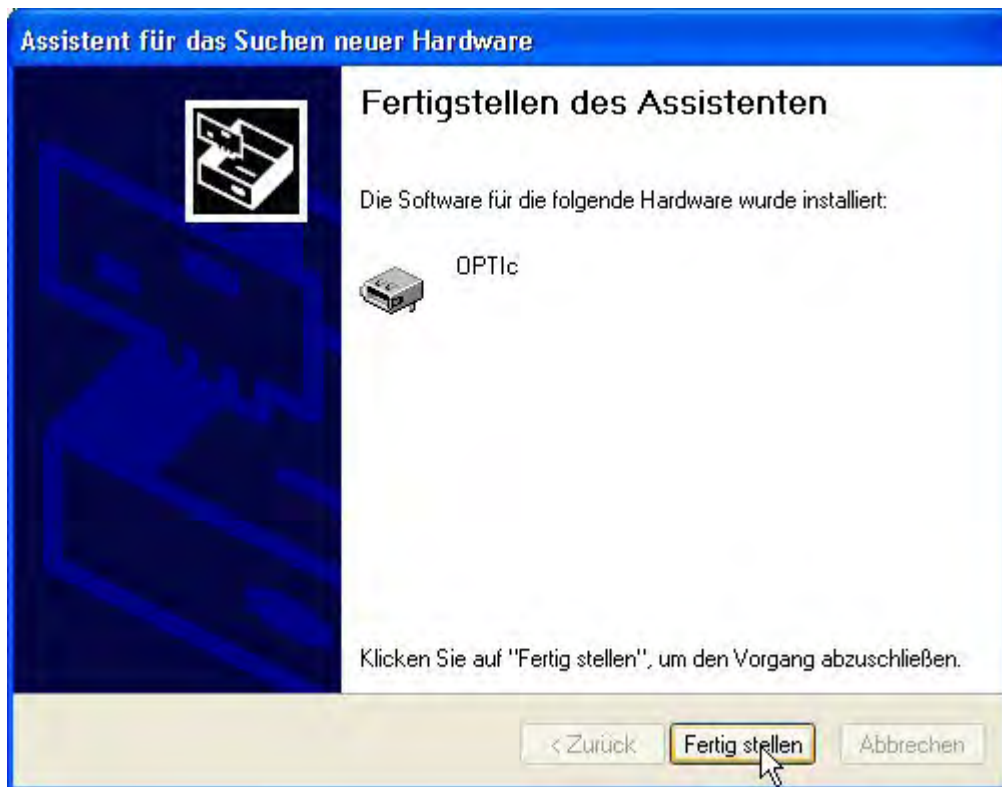 Assistent für das Suchen neuer Hardware
Fertigstellen des Assistenten
Die Software für die folgende Hardware wurde installiert:
OPTIc
Klicken Sie auf "Fertig stellen", um den Vorgang abzuschließen.
< Zurück Fertig stellen Abbrechen